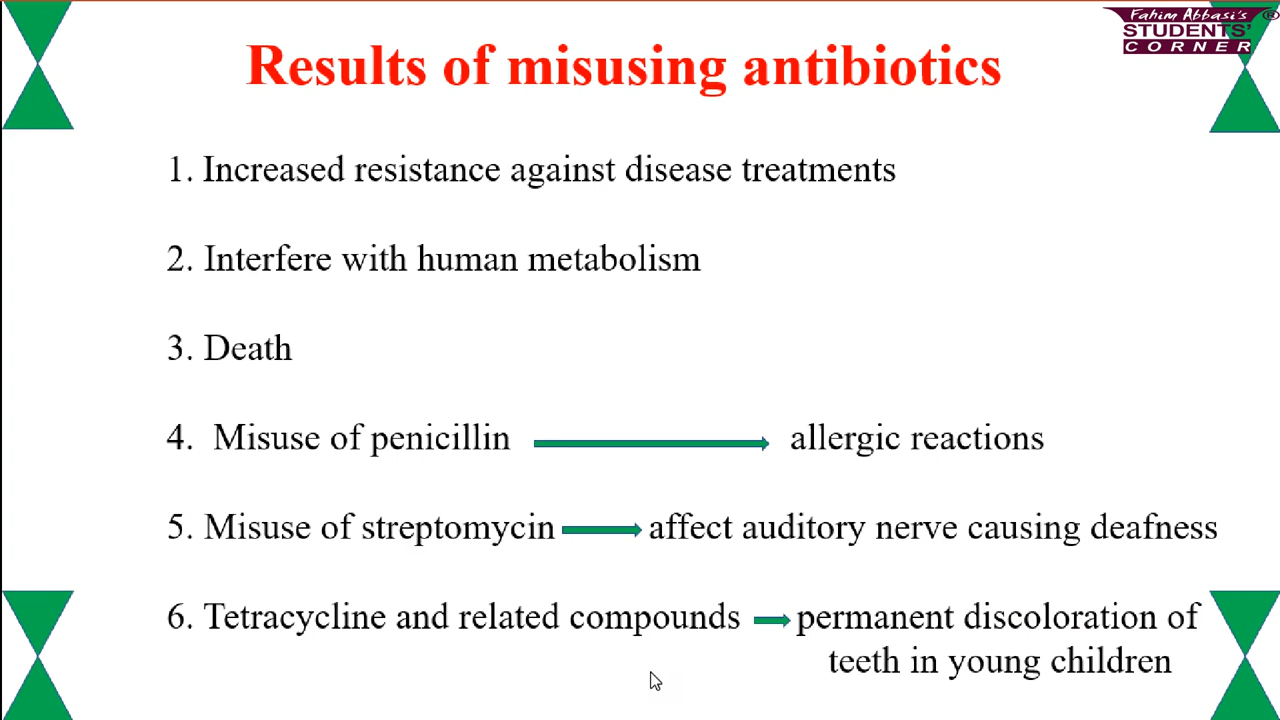 Fahim Abbasi's ®
STUDENTS'
CORNER
Results of misusing antibiotics
1. Increased resistance against disease treatments
2. Interfere with human metabolism
3. Death
4. Misuse of penicillin allergic reactions
5. Misuse of streptomycin affect auditory nerve causing deafness
6. Tetracycline and related compounds permanent discoloration of
teeth in young children